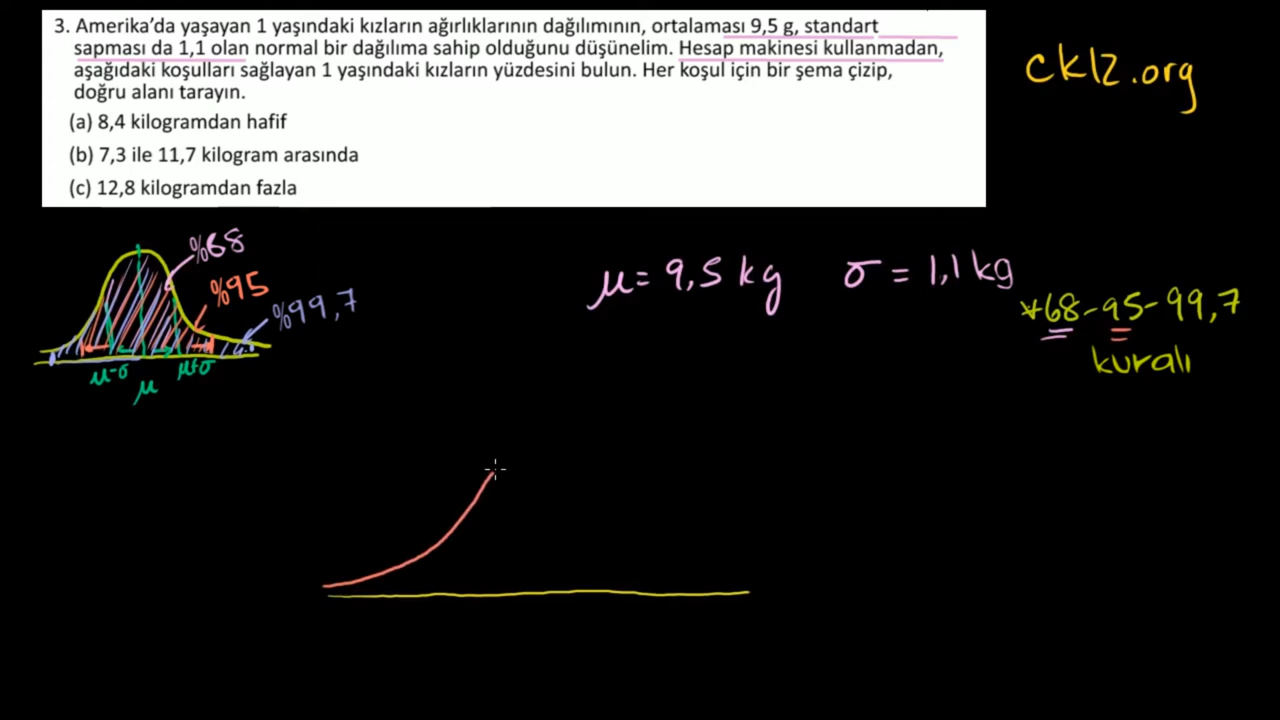 3. Amerika'da yaşayan 1 yaşındaki kızların ağırlıklarının dağılımının, ortalaması 9,5 g, standart
sapması da 1,1 olan normal bir dağılıma sahip olduğunu düşünelim. Hesap makinesi kullanmadan,
aşağıdaki koşulları sağlayan 1 yaşındaki kızların yüzdesini bulun. Her koşul için bir şema çizip,
doğru alanı tarayın.
(a) 8,4 kilogramdan hafif
(b) 7,3 ile 11,7 kilogram arasında
(c) 12,8 kilogramdan fazla
ck12.org
%68
%95
%99,7
μ-σ
μ
μ+σ
μ = 9,5 kg σ = 1,1 kg
*68-95-99,7
kuralı